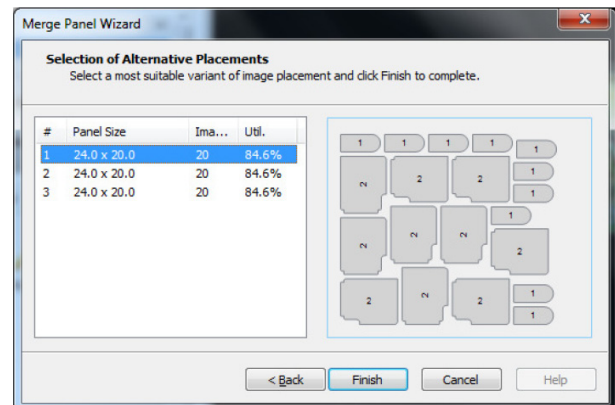 Merge Panel Wizard
Selection of Alternative Placements
Select a most suitable variant of image placement and click Finish to complete.
# Panel Size Ima... Util.
1 24.0 x 20.0 20 84.6%
2 24.0 x 20.0 20 84.6%
3 24.0 x 20.0 20 84.6%
1 1 1 1 1
2 2 2 1
1
2 2 2 1
2
2 2 2 1
1
< Back Finish Cancel Help